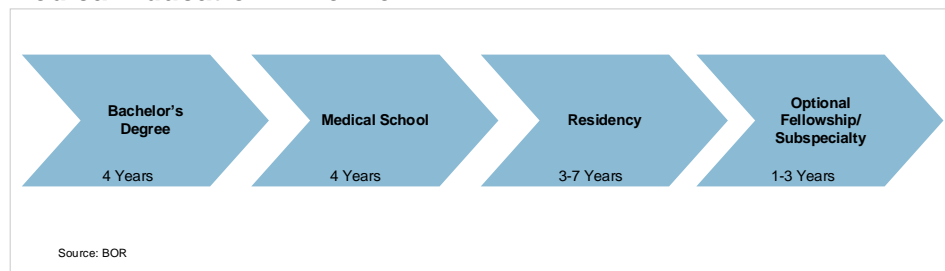 Bachelor's
Degree
4 Years
Medical School
4 Years
Residency
3-7 Years
Optional
Fellowship/
Subspecialty
1-3 Years
Source: BOR